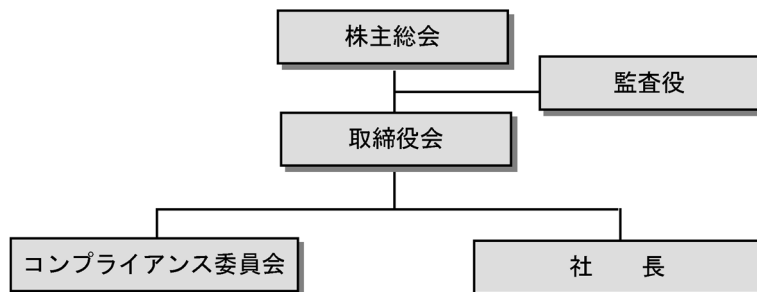 株主総会
監査役
取締役会
コンプライアンス委員会
社　　長